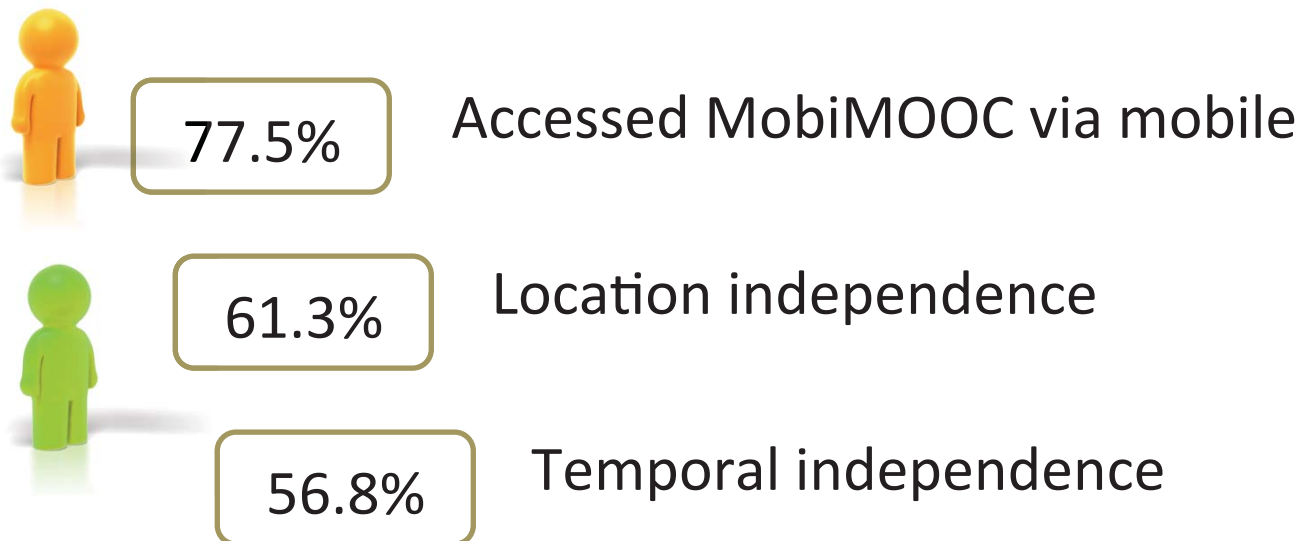 77.5%
Accessed MobiMOOC via mobile
61.3%
Location independence
56.8%
Temporal independence